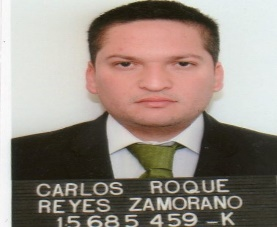 CARLOS ROQUE
REYES ZAMORANO
15.685.459-K